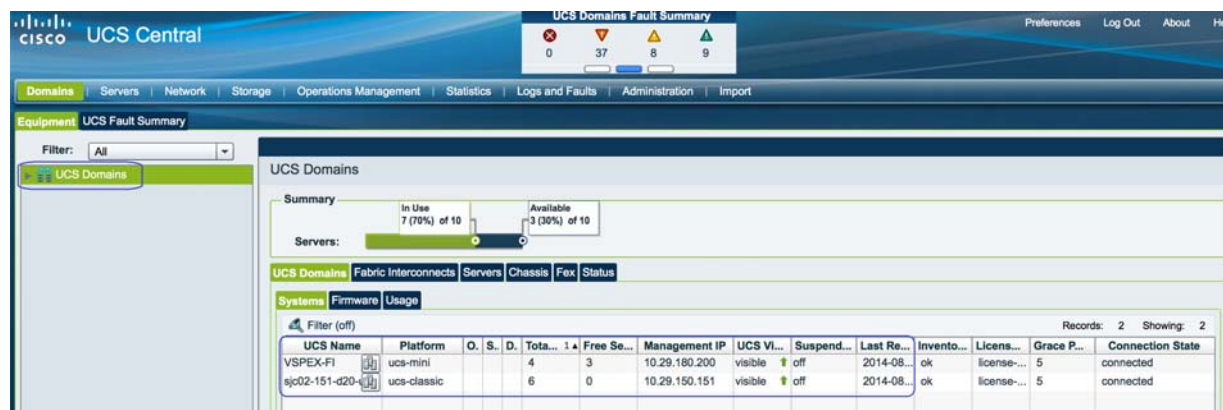 UCS Domains Fault Summary
CISCO UCS Central
0 37 8 9
Preferences Log Out About
Domains Servers Network Storage Operations Management Statistics Logs and Faults Administration Import
Equipment UCS Fault Summary
Filter: All
UCS Domains
UCS Domains
Summary
In Use
7 (70%) of 10
Available
3 (30%) of 10
Servers:
UCS Domains Fabric Interconnects Servers Chassis Fex Status
Systems Firmware Usage
Filter (off) Records: 2 Showing: 2
UCS Name Platform O. S.. D. Tota... 1 Free Se... Management IP UCS Vi... Suspend... Last Re... Invento... Licens... Grace P... Connection State
VSPEX-FI ucs-mini 4 3 10.29.180.200 visible off 2014-08... ok license-... 5 connected
sjc02-151-d20- ucs-classic 6 0 10.29.150.151 visible off 2014-08... ok license-... 5 connected